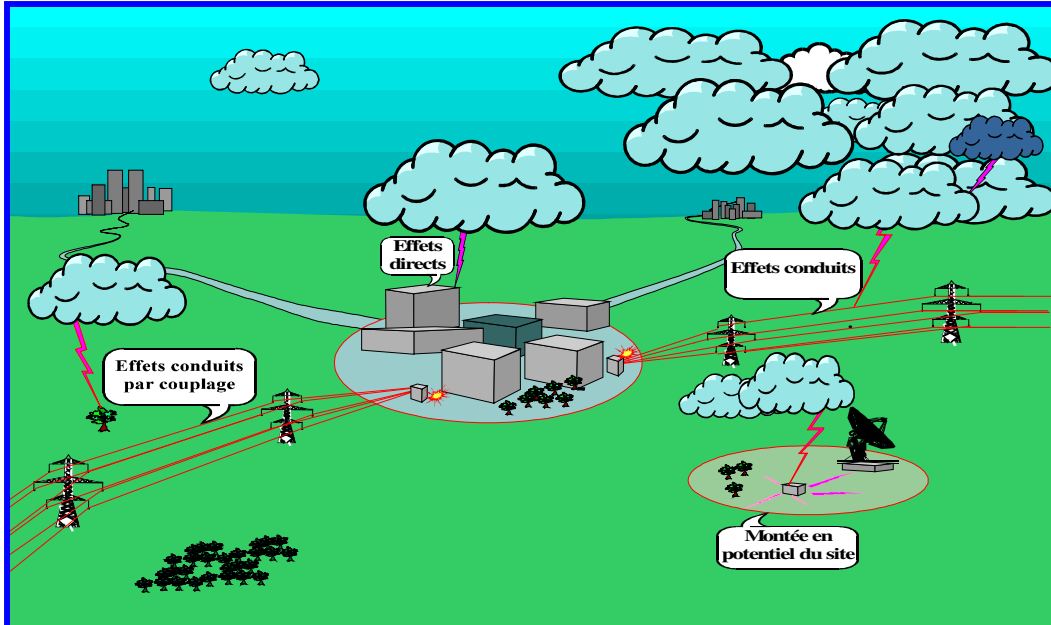 Effets
directs
Effets conduits
Effets conduits
par couplage
Montée en
potentiel du site